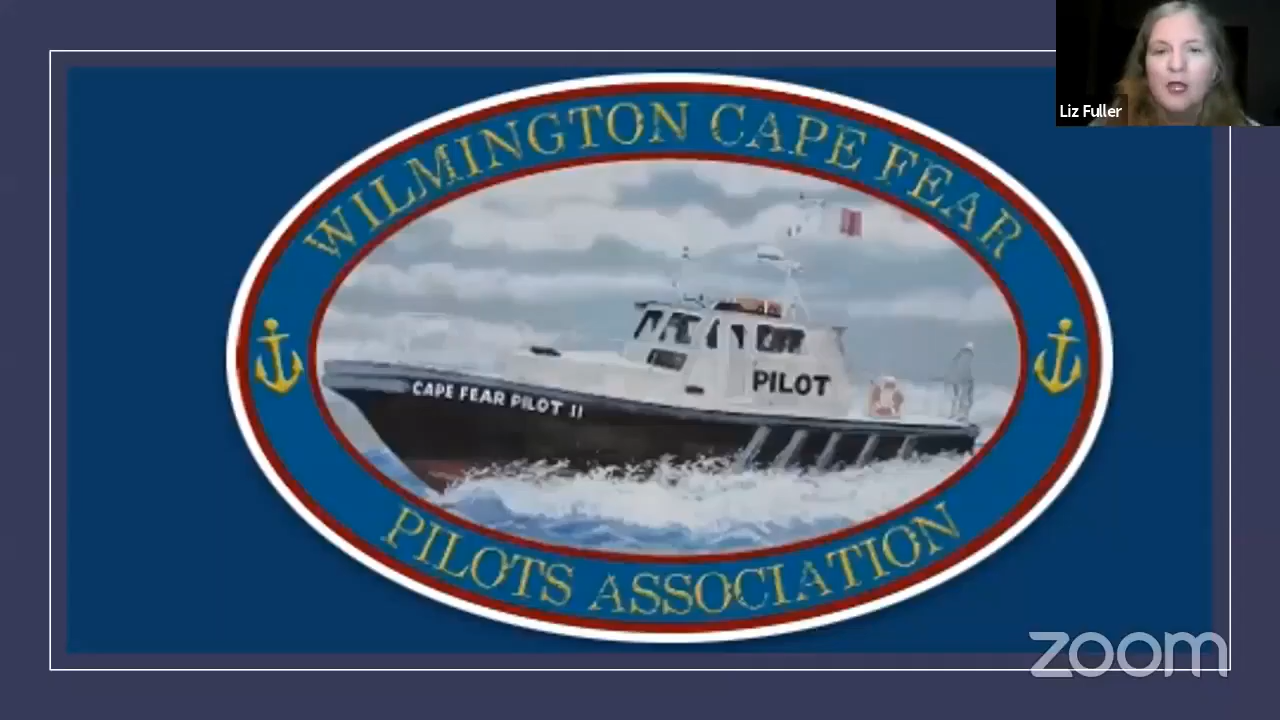 Liz Fuller
WILMINGTON CAPE FEAR
PILOT
CAPE FEAR PILOT II
PILOTS ASSOCIATION
zoom